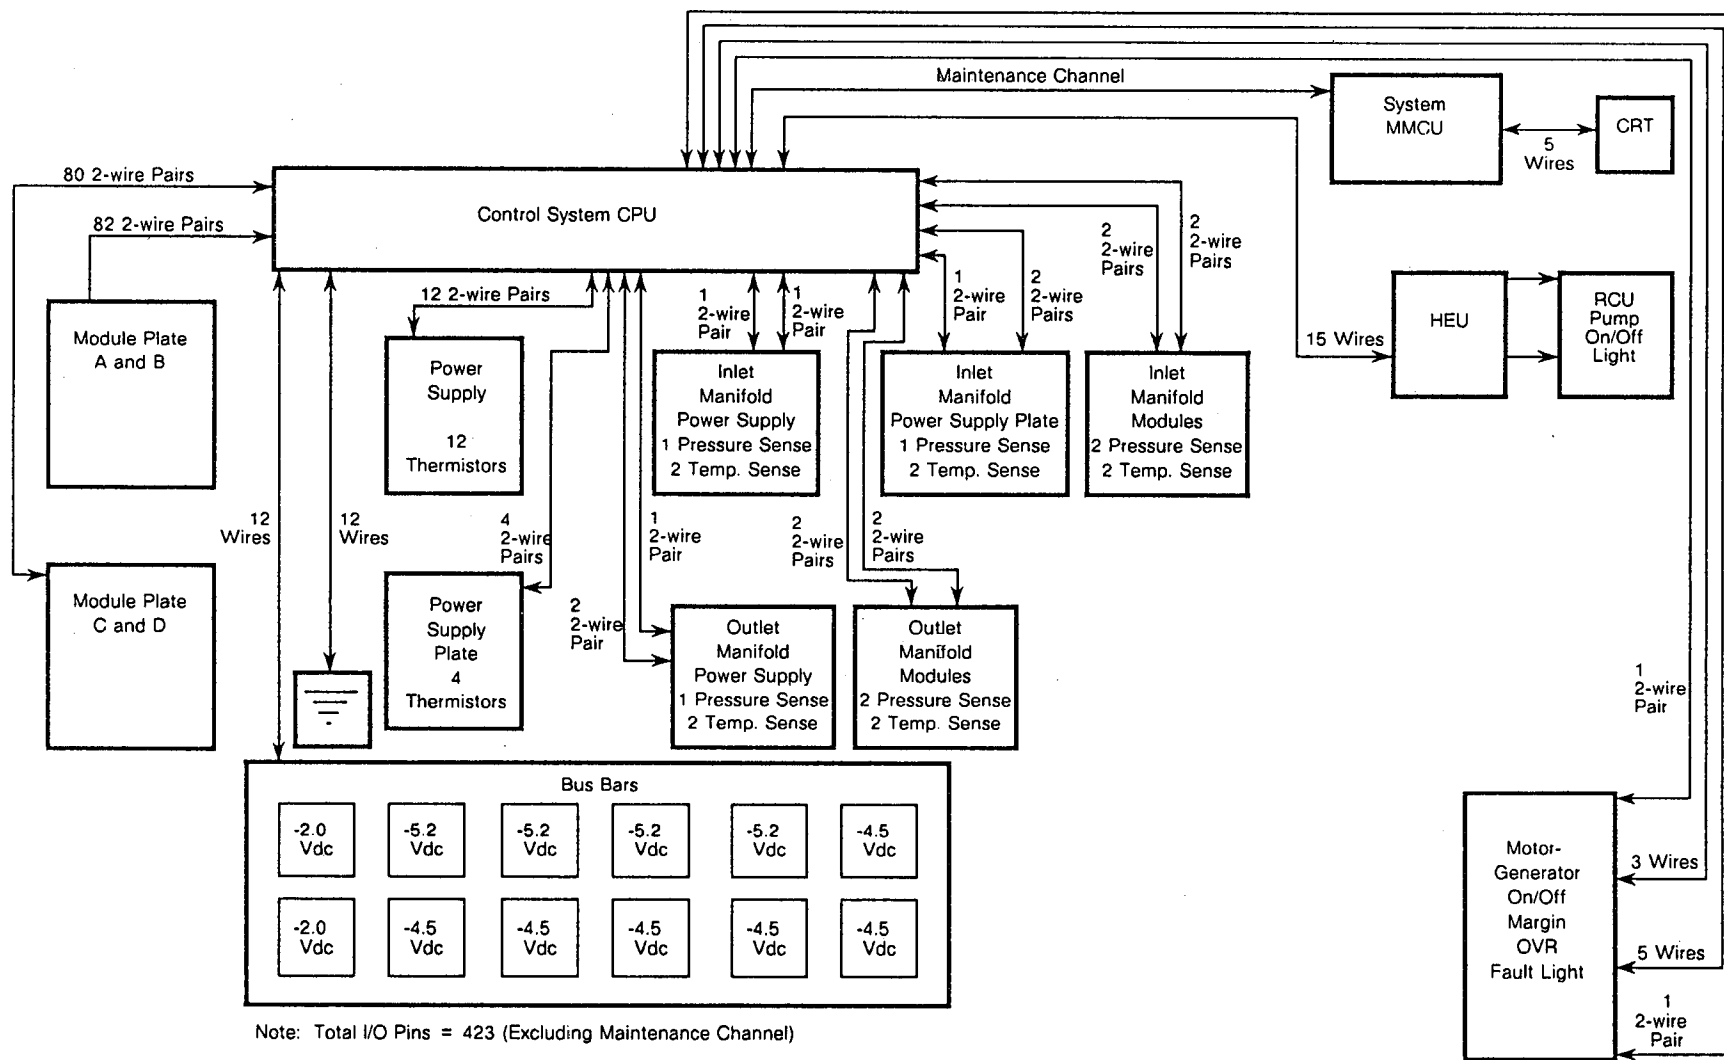 Maintenance Channel
System
MMCU
CRT
5
Wires
80 2-wire Pairs
82 2-wire Pairs
Control System CPU
2
2-wire
Pairs
2
2-wire
Pairs
Module Plate
A and B
12 2-wire Pairs
1
2-wire
Pair
1
2-wire
Pair
1
2-wire
Pair
2
2-wire
Pairs
15 Wires
HEU
RCU
Pump
On/Off
Light
Power
Supply
12
Thermistors
Inlet
Manifold
Power Supply
1 Pressure Sense
2 Temp. Sense
Inlet
Manifold
Power Supply Plate
1 Pressure Sense
2 Temp. Sense
Inlet
Manifold
Modules
2 Pressure Sense
2 Temp. Sense
12
Wires
12
Wires
4
2-wire
Pairs
1
2-wire
Pair
2
2-wire
Pairs
2
2-wire
Pairs
Module Plate
C and D
Power
Supply
Plate
4
Thermistors
2
2-wire
Pair
Outlet
Manifold
Power Supply
1 Pressure Sense
2 Temp. Sense
Outlet
Manifold
Modules
2 Pressure Sense
2 Temp. Sense
1
2-wire
Pair
Bus Bars
-2.0
Vdc
-5.2
Vdc
-5.2
Vdc
-5.2
Vdc
-5.2
Vdc
-4.5
Vdc
-2.0
Vdc
-4.5
Vdc
-4.5
Vdc
-4.5
Vdc
-4.5
Vdc
-4.5
Vdc
Motor-
Generator
On/Off
Margin
OVR
Fault Light
3 Wires
5 Wires
1
2-wire
Pair
Note: Total I/O Pins = 423 (Excluding Maintenance Channel)